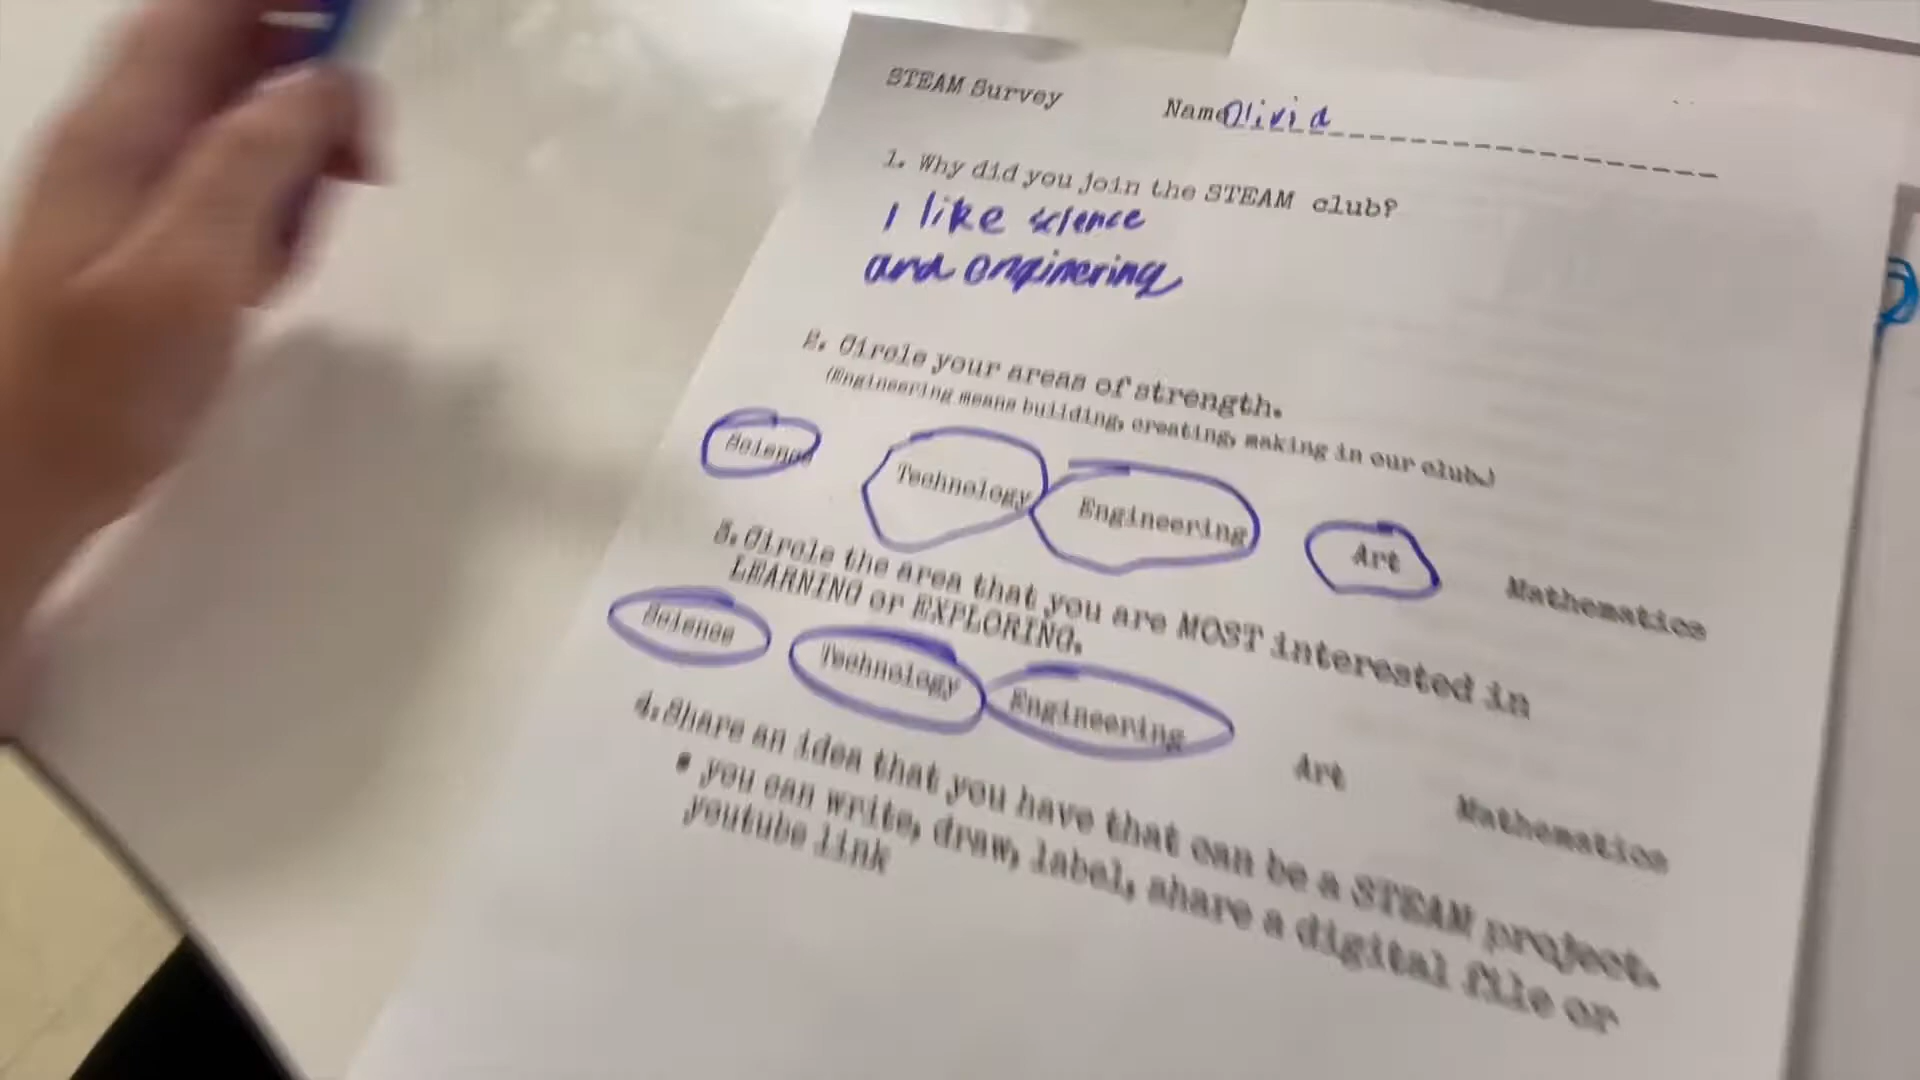 STEAM Survey Name Olivia
1. Why did you join the STEAM club?
I like science
and enginering
2. Circle your areas of strength.
(Engineering means building, creating, making in our club.)
Science Technology Engineering Art Mathematics
3. Circle the area that you are MOST interested in
LEARNING or EXPLORING.
Science Technology Engineering Art Mathematics
4. Share an idea that you have that can be a STEAM project.
• you can write, draw, label, share a digital file or
youtube link